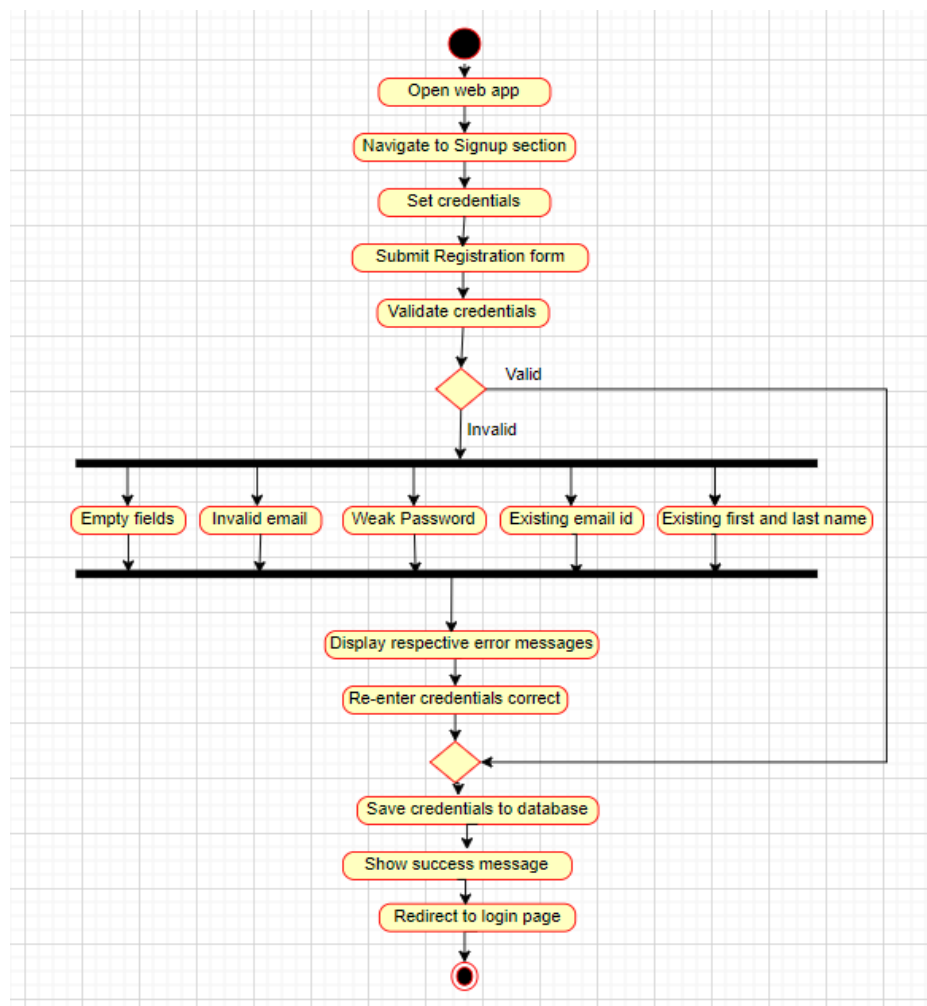 Open web app
Navigate to Signup section
Set credentials
Submit Registration form
Validate credentials
Valid
Invalid
Empty fields
Invalid email
Weak Password
Existing email id
Existing first and last name
Display respective error messages
Re-enter credentials correct
Save credentials to database
Show success message
Redirect to login page